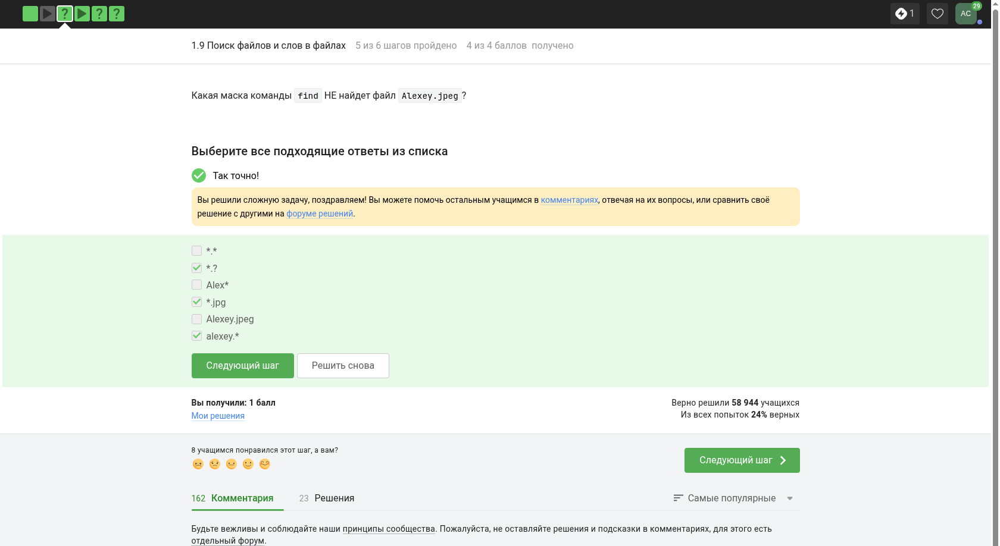 ? ? ?
1
AC
29
1.9 Поиск файлов и слов в файлах 5 из 6 шагов пройдено 4 из 4 баллов получено
Какая маска команды find НЕ найдет файл Alexey.jpeg?
Выберите все подходящие ответы из списка
Так точно!
Вы решили сложную задачу, поздравляем! Вы можете помочь остальным учащимся в комментариях, отвечая на их вопросы, или сравнить своё
решение с другими на форуме решений.
*.*
*.?
Alex*
*.jpg
Alexey.jpeg
alexey.*
Следующий шаг Решить снова
Вы получили: 1 балл
Мои решения
Верно решили 58 944 учащихся
Из всех попыток 24% верных
8 учащимся понравился этот шаг, а вам?
Следующий шаг
162 Комментария 23 Решения Самые популярные
Будьте вежливы и соблюдайте наши принципы сообщества. Пожалуйста, не оставляйте решения и подсказки в комментариях, для этого есть
отдельный форум.